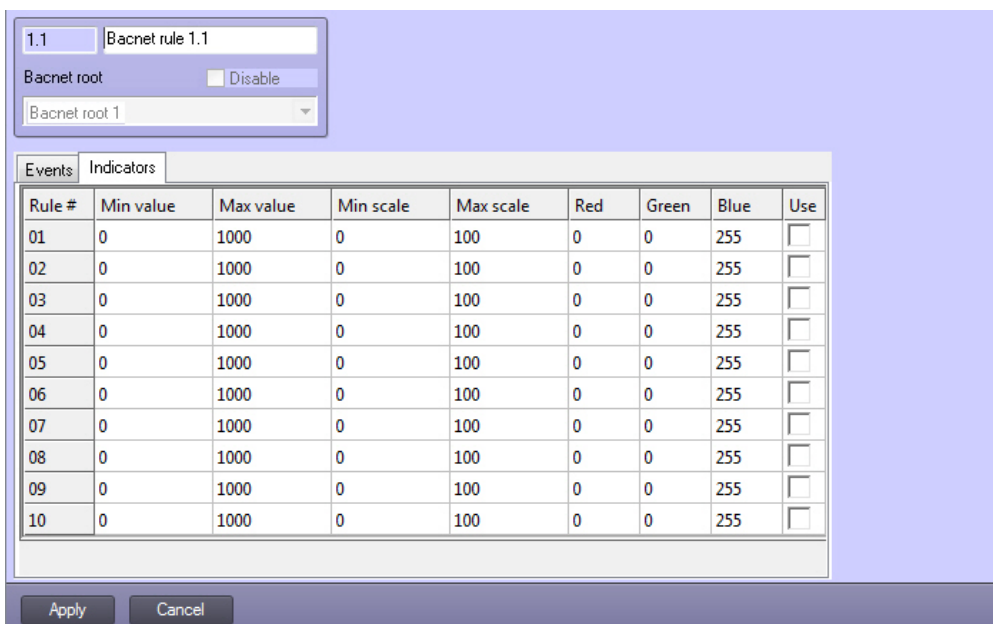 1.1 Bacnet rule 1.1
Bacnet root Disable
Bacnet root 1
Events Indicators
Rule # Min value Max value Min scale Max scale Red Green Blue Use
01 0 1000 0 100 0 0 255
02 0 1000 0 100 0 0 255
03 0 1000 0 100 0 0 255
04 0 1000 0 100 0 0 255
05 0 1000 0 100 0 0 255
06 0 1000 0 100 0 0 255
07 0 1000 0 100 0 0 255
08 0 1000 0 100 0 0 255
09 0 1000 0 100 0 0 255
10 0 1000 0 100 0 0 255
Apply Cancel